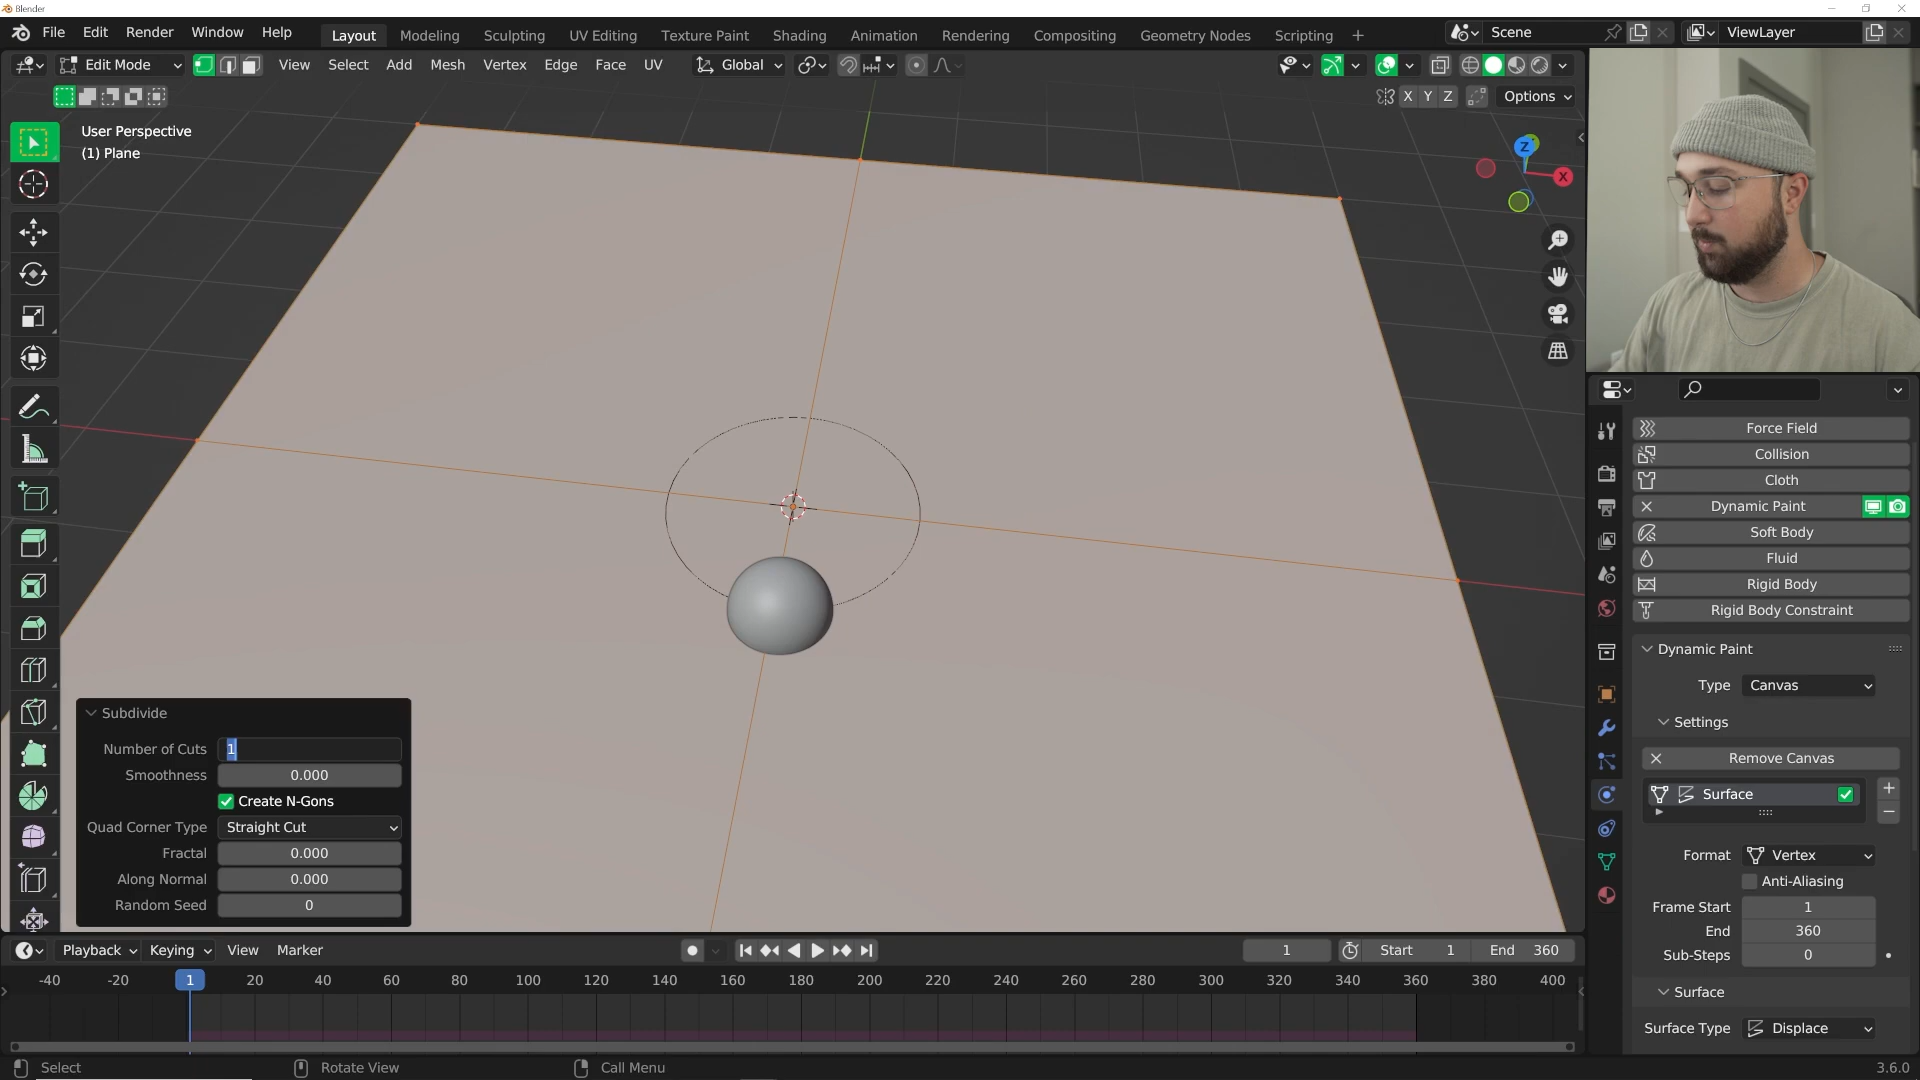 Blender
File Edit Render Window Help
Layout Modeling Sculpting UV Editing Texture Paint Shading Animation Rendering Compositing Geometry Nodes Scripting +
Scene
ViewLayer
Edit Mode View Select Add Mesh Vertex Edge Face UV Global
X Y Z Options
User Perspective
(1) Plane
Z
X
Force Field
Collision
Cloth
Dynamic Paint
Soft Body
Fluid
Rigid Body
Rigid Body Constraint
Dynamic Paint
Type Canvas
Settings
Remove Canvas
Surface
Format Vertex
Anti-Aliasing
Frame Start 1
End 360
Sub-Steps 0
Surface
Surface Type Displace
Subdivide
Number of Cuts 1
Smoothness 0.000
Create N-Gons
Quad Corner Type Straight Cut
Fractal 0.000
Along Normal 0.000
Random Seed 0
Playback Keying View Marker
1 Start 1 End 360
-40 -20 1 20 40 60 80 100 120 140 160 180 200 220 240 260 280 300 320 340 360 380 400
Select Rotate View Call Menu 3.6.0